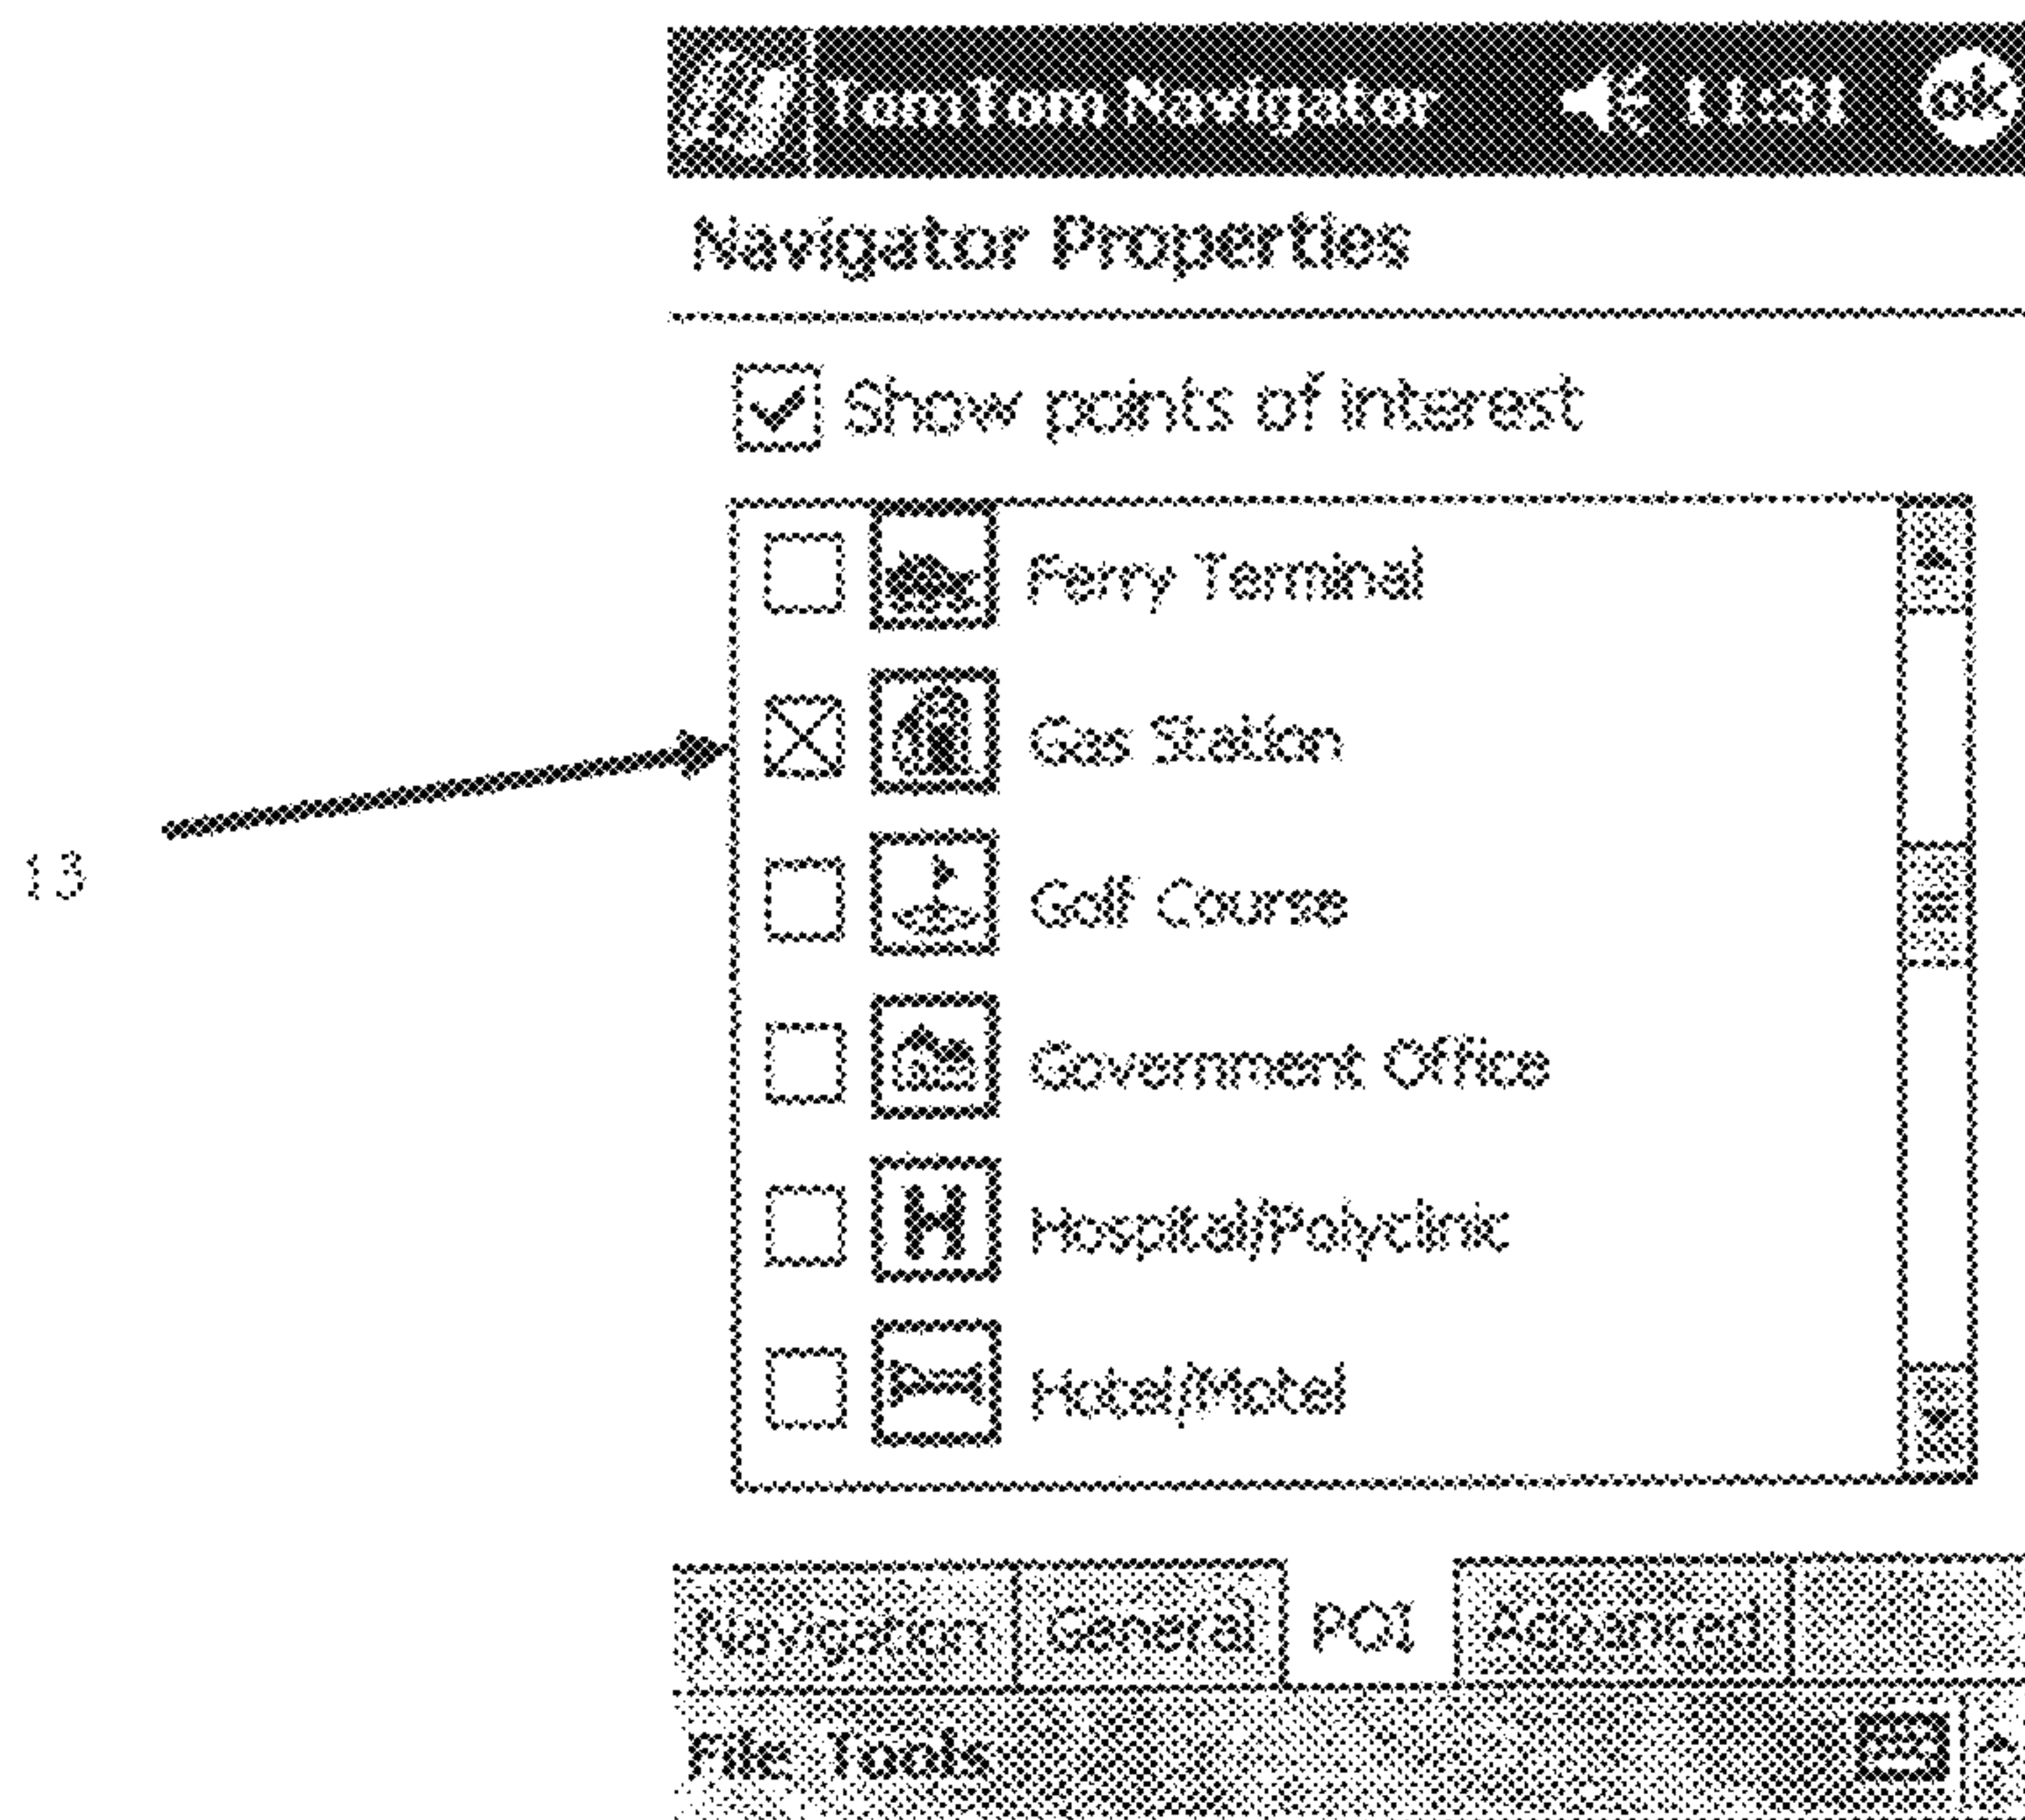 TomTom Navigator 11:31 ok
Navigator Properties
Show points of interest
Ferry Terminal
Gas Station
13
Golf Course
Government Office
H Hospital/Polyclinic
Hotel/Motel
Navigation General POI Advanced
File Tools